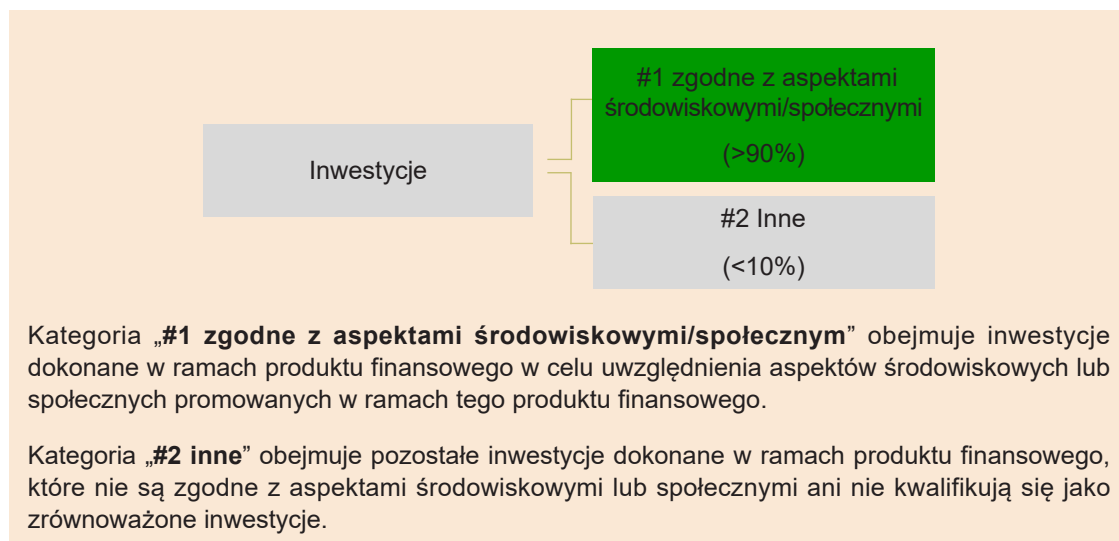 #1 zgodne z aspektami
środowiskowymi/społecznymi
(>90%)
Inwestycje
#2 Inne
(<10%)
Kategoria „#1 zgodne z aspektami środowiskowymi/społecznym” obejmuje inwestycje
dokonane w ramach produktu finansowego w celu uwzględnienia aspektów środowiskowych lub
społecznych promowanych w ramach tego produktu finansowego.
Kategoria „#2 inne” obejmuje pozostałe inwestycje dokonane w ramach produktu finansowego,
które nie są zgodne z aspektami środowiskowymi lub społecznymi ani nie kwalifikują się jako
zrównoważone inwestycje.